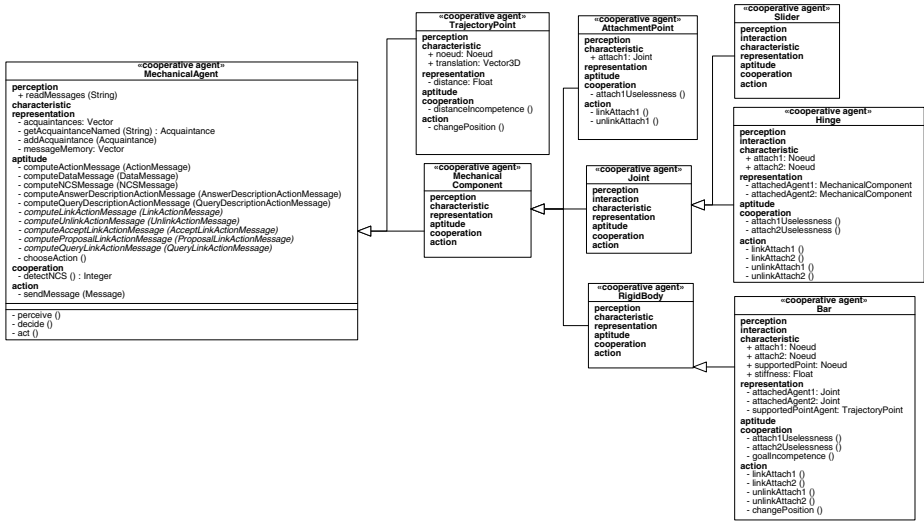 «cooperative agent»
MechanicalAgent
perception
+ readMessages (String)
characteristic
representation
- acquaintances: Vector
- getAcquaintanceNamed (String) : Acquaintance
- addAcquaintance (Acquaintance)
- messageMemory: Vector
aptitude
- computeActionMessage (ActionMessage)
- computeDataMessage (DataMessage)
- computeNCSMessage (NCSMessage)
- computeAnswerDescriptionActionMessage (AnswerDescriptionActionMessage)
- computeQueryDescriptionActionMessage (QueryDescriptionActionMessage)
- computeLinkActionMessage (LinkActionMessage)
- computeUnlinkActionMessage (UnlinkActionMessage)
- computeAcceptLinkActionMessage (AcceptLinkActionMessage)
- computeProposalLinkActionMessage (ProposalLinkActionMessage)
- computeQueryLinkActionMessage (QueryLinkActionMessage)
- chooseAction ()
cooperation
- detectNCS () : Integer
action
- sendMessage (Message)
- perceive ()
- decide ()
- act ()
«cooperative agent»
TrajectoryPoint
perception
characteristic
+ noeud: Noeud
+ translation: Vector3D
representation
- distance: Float
aptitude
cooperation
- distanceIncompetence ()
action
- changePosition ()
«cooperative agent»
Mechanical
Component
perception
characteristic
representation
aptitude
cooperation
action
«cooperative agent»
AttachmentPoint
perception
characteristic
+ attach1: Joint
representation
aptitude
cooperation
- attach1Uselessness ()
action
- linkAttach1 ()
- unlinkAttach1 ()
«cooperative agent»
Joint
perception
interaction
characteristic
representation
aptitude
cooperation
action
«cooperative agent»
RigidBody
perception
characteristic
representation
aptitude
cooperation
action
«cooperative agent»
Slider
perception
interaction
characteristic
representation
aptitude
cooperation
action
«cooperative agent»
Hinge
perception
interaction
characteristic
+ attach1: Noeud
+ attach2: Noeud
representation
- attachedAgent1: MechanicalComponent
- attachedAgent2: MechanicalComponent
aptitude
cooperation
- attach1Uselessness ()
- attach2Uselessness ()
action
- linkAttach1 ()
- linkAttach2 ()
- unlinkAttach1 ()
- unlinkAttach2 ()
«cooperative agent»
Bar
perception
interaction
characteristic
+ attach1: Noeud
+ attach2: Noeud
+ supportedPoint: Noeud
+ stiffness: Float
representation
- attachedAgent1: Joint
- attachedAgent2: Joint
- supportedPointAgent: TrajectoryPoint
aptitude
cooperation
- attach1Uselessness ()
- attach2Uselessness ()
- goalIncompetence ()
action
- linkAttach1 ()
- linkAttach2 ()
- unlinkAttach1 ()
- unlinkAttach2 ()
- changePosition ()